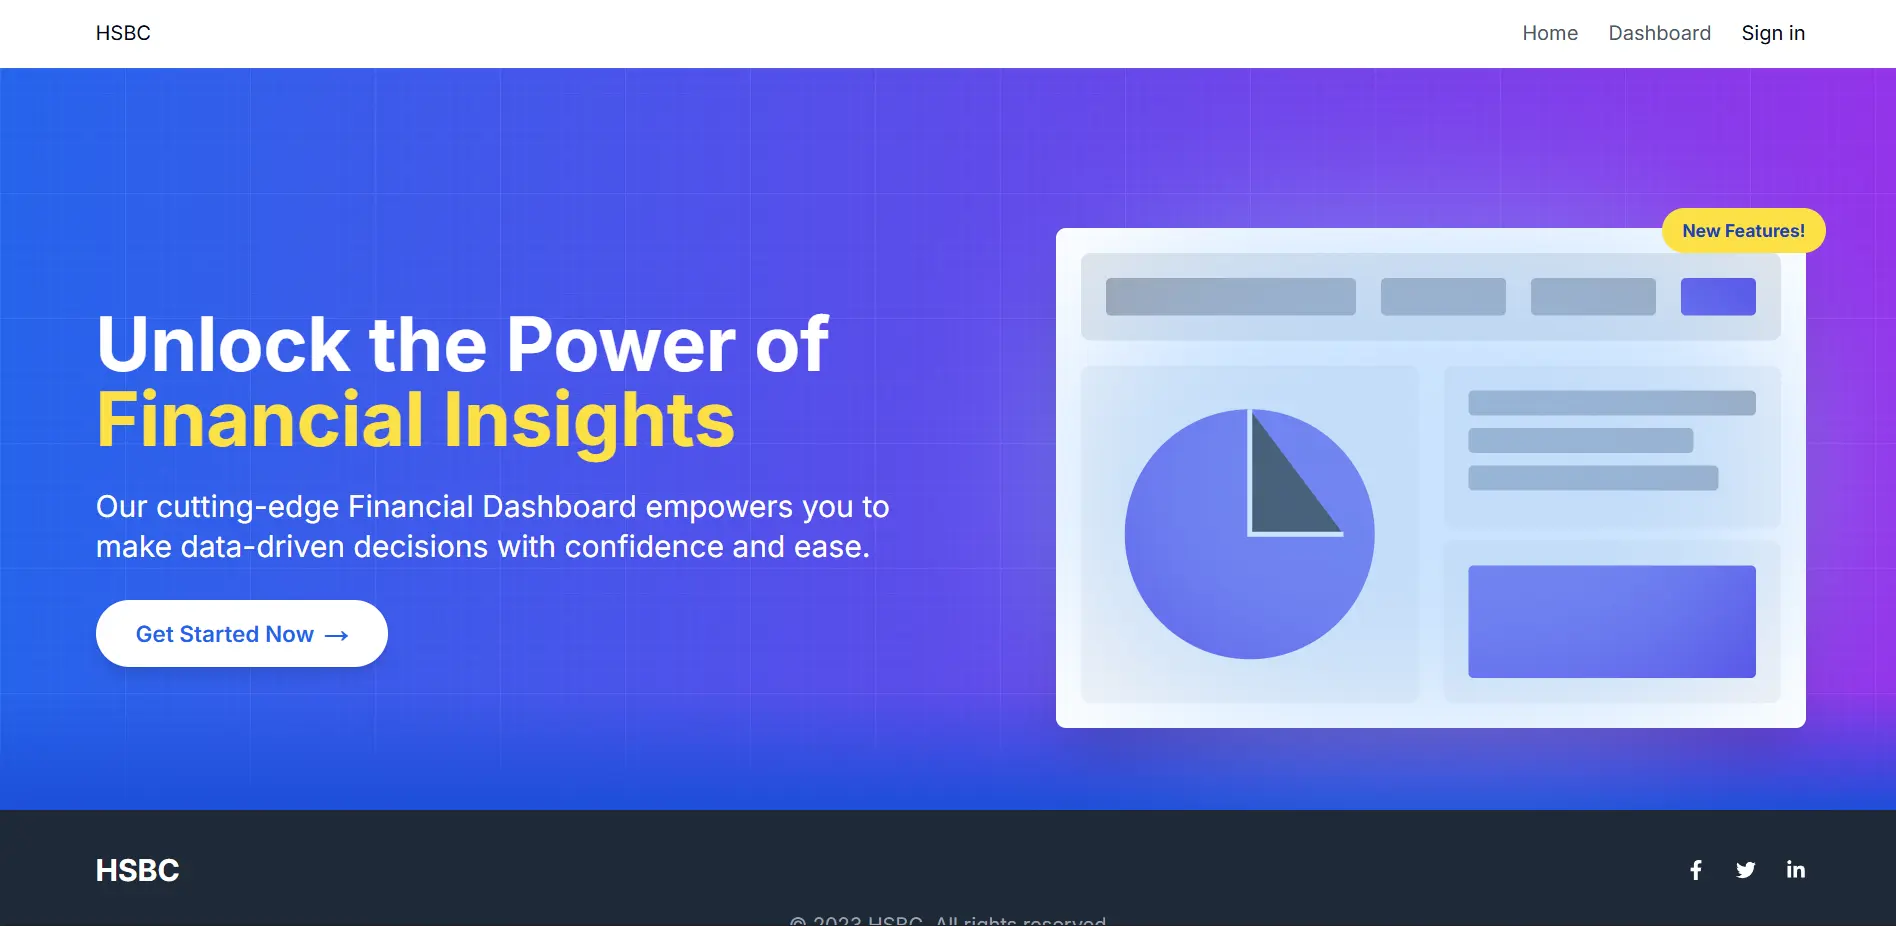 HSBC
Home
Dashboard
Sign in
New Features!
Unlock the Power of
Financial Insights
Our cutting-edge Financial Dashboard empowers you to
make data-driven decisions with confidence and ease.
Get Started Now →
HSBC
© 2023 HSBC. All rights reserved.